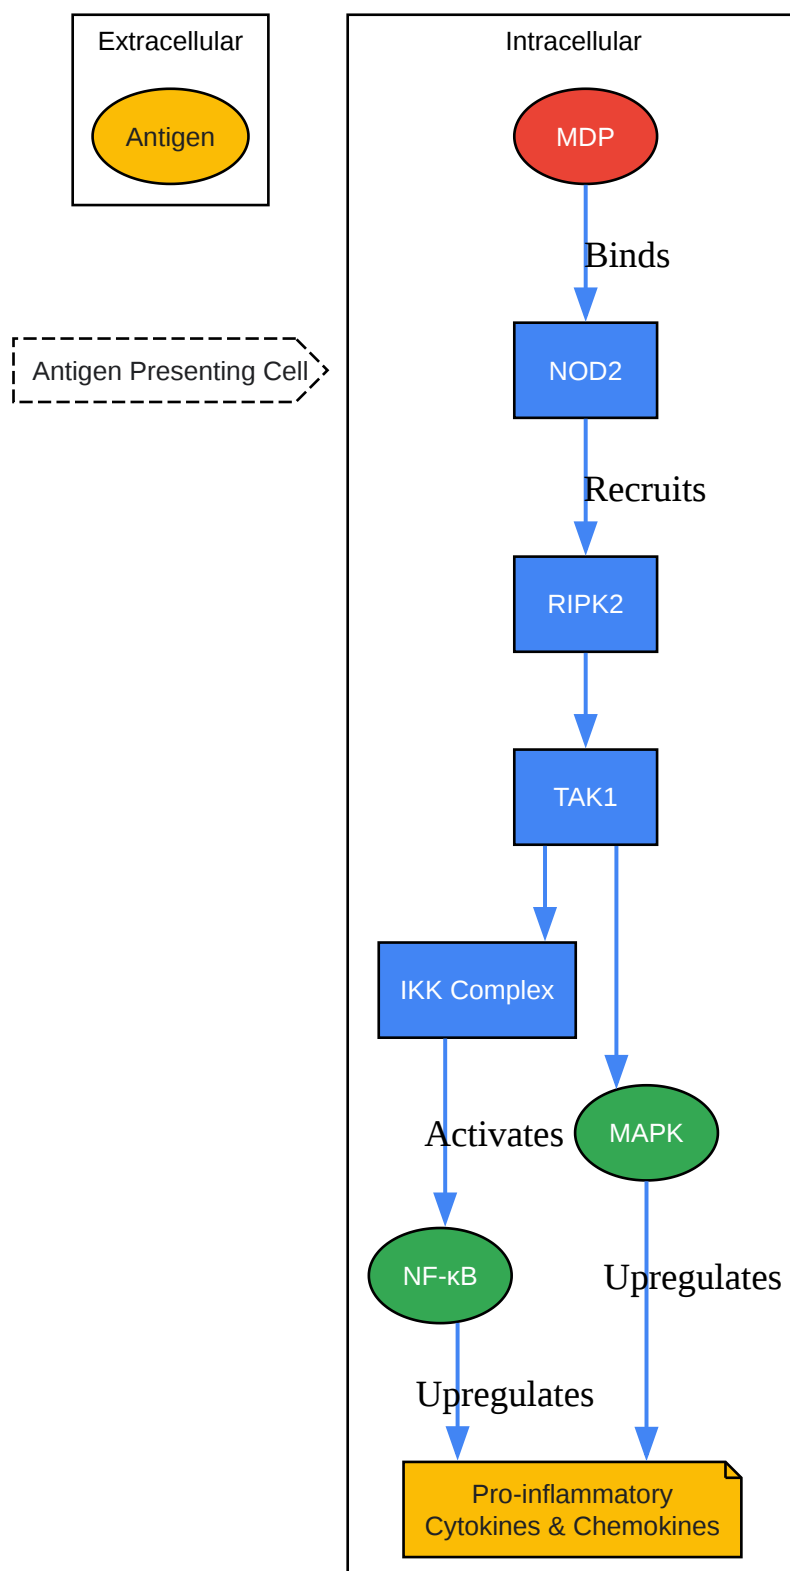 Extracellular
Antigen
Antigen Presenting Cell
Intracellular
MDP
Binds
NOD2
Recruits
RIPK2
TAK1
IKK Complex
Activates
MAPK
NF-κB
Upregulates
Upregulates
Pro-inflammatory
Cytokines & Chemokines